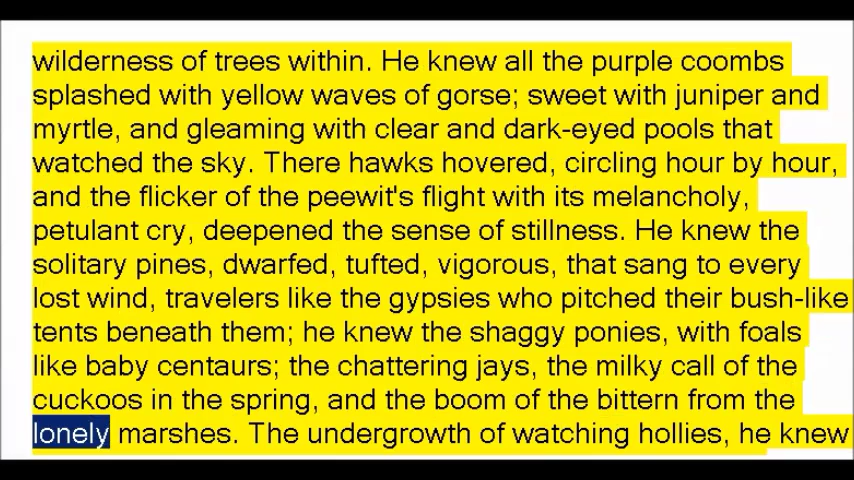 wilderness of trees within. He knew all the purple coombs
splashed with yellow waves of gorse; sweet with juniper and
myrtle, and gleaming with clear and dark-eyed pools that
watched the sky. There hawks hovered, circling hour by hour,
and the flicker of the peewit's flight with its melancholy,
petulant cry, deepened the sense of stillness. He knew the
solitary pines, dwarfed, tufted, vigorous, that sang to every
lost wind, travelers like the gypsies who pitched their bush-like
tents beneath them; he knew the shaggy ponies, with foals
like baby centaurs; the chattering jays, the milky call of the
cuckoos in the spring, and the boom of the bittern from the
lonely marshes. The undergrowth of watching hollies, he knew